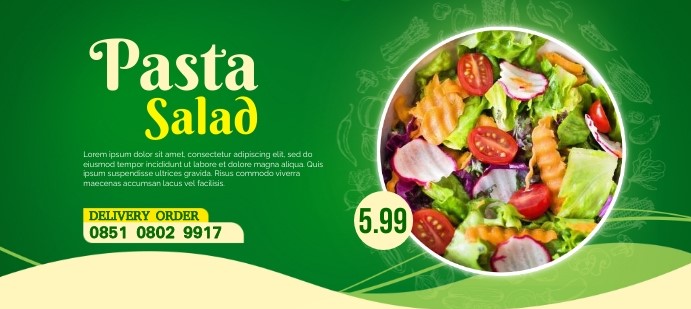 Pasta
Salad
Lorem ipsum dolor sit amet, consectetur adipiscing elit, sed do
eiusmod tempor incididunt ut labore et dolore magna aliqua. Quis
ipsum suspendisse ultrices gravida. Risus commodo viverra
maecenas accumsan lacus vel facilisis.
DELIVERY ORDER
0851 0802 9917
5.99